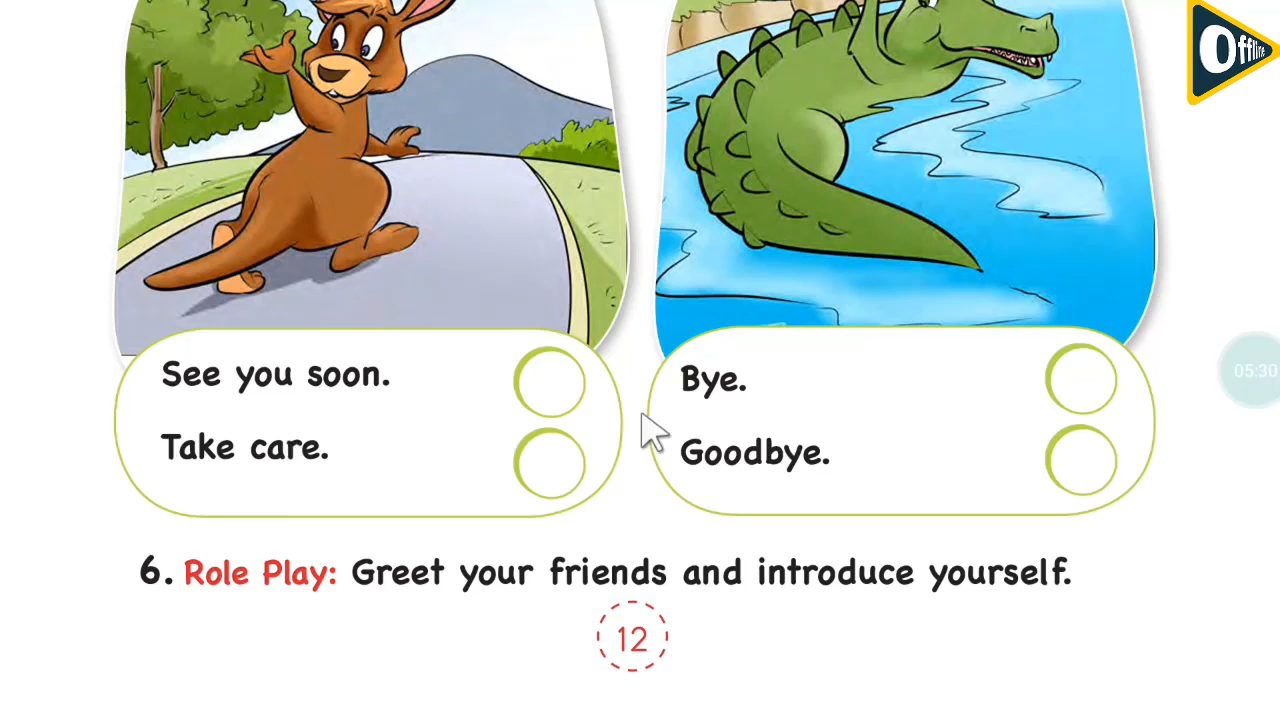 Offline
See you soon.
Take care.
Bye.
Goodbye.
05:30
6. Role Play: Greet your friends and introduce yourself.
12